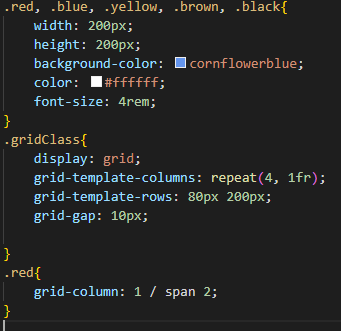 .red, .blue, .yellow, .brown, .black{
    width: 200px;
    height: 200px;
    background-color: cornflowerblue;
    color: #ffffff;
    font-size: 4rem;
}
.gridClass{
    display: grid;
    grid-template-columns: repeat(4, 1fr);
    grid-template-rows: 80px 200px;
    grid-gap: 10px;

}
.red{
    grid-column: 1 / span 2;
}